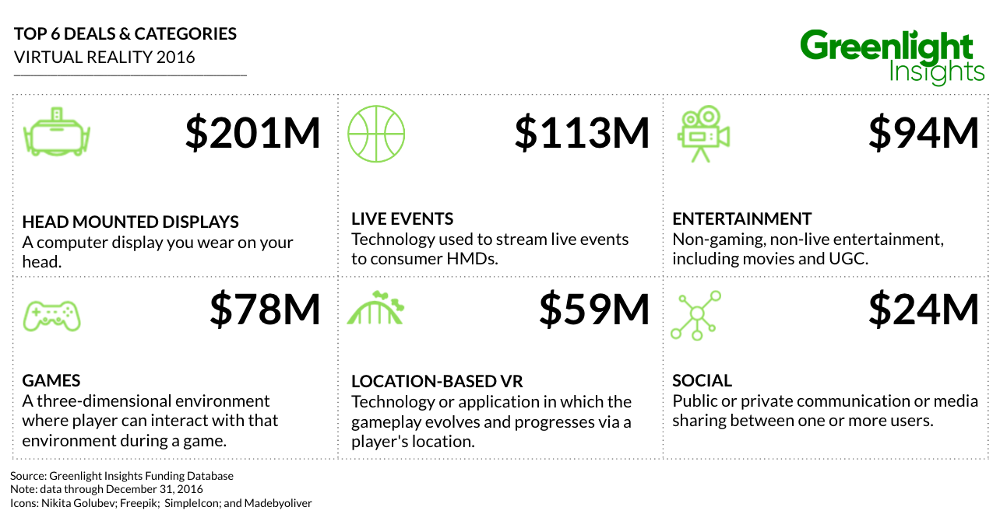 TOP 6 DEALS & CATEGORIES
VIRTUAL REALITY 2016
Greenlight
Insights
$201M
HEAD MOUNTED DISPLAYS
A computer display you wear on your
head.
$113M
LIVE EVENTS
Technology used to stream live events
to consumer HMDs.
$94M
ENTERTAINMENT
Non-gaming, non-live entertainment,
including movies and UGC.
$78M
GAMES
A three-dimensional environment
where player can interact with that
environment during a game.
$59M
LOCATION-BASED VR
Technology or application in which the
gameplay evolves and progresses via a
player's location.
$24M
SOCIAL
Public or private communication or media
sharing between one or more users.
Source: Greenlight Insights Funding Database
Note: data through December 31, 2016
Icons: Nikita Golubev; Freepik; SimpleIcon; and Madebyoliver